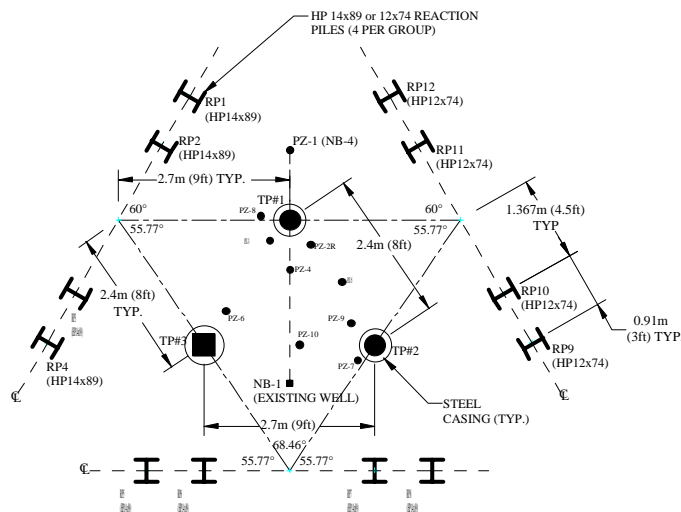 HP 14x89 or 12x74 REACTION
PILES (4 PER GROUP)
RP1
(HP14x89)
RP12
(HP12x74)
RP2
(HP14x89)
PZ-1 (NB-4)
RP11
(HP12x74)
2.7m (9ft) TYP.
TP#1
60°
55.77°
PZ-8
60°
55.77°
1.367m (4.5ft)
TYP
PZ-2R
2.4m (8ft)
PZ-4
2.4m (8ft)
TYP.
RP10
(HP12x74)
PZ-6
PZ-9
0.91m
(3ft) TYP
TP#3
PZ-10
TP#2
RP9
(HP12x74)
RP4
(HP14x89)
PZ-7
NB-1
(EXISTING WELL)
STEEL
CASING (TYP.)
2.7m (9ft)
68.46°
55.77°
55.77°